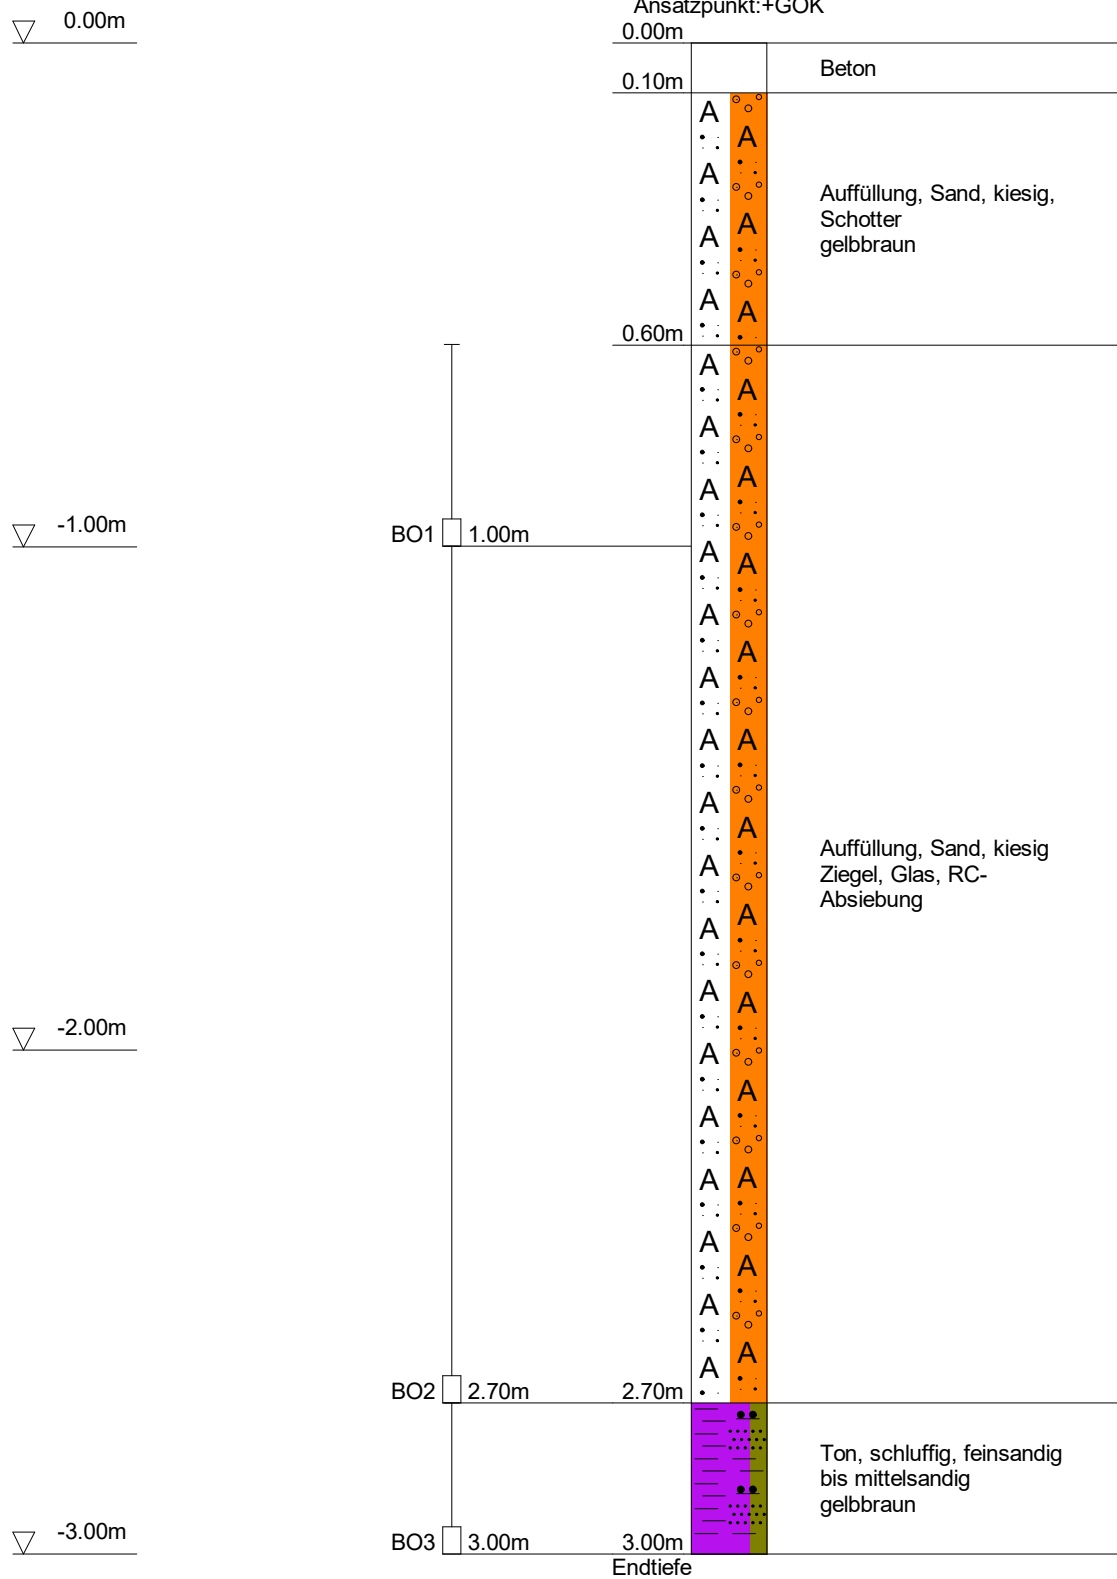 Ansatzpunkt:+GOK
0.00m
0.00m
Beton
0.10m
A
A
A
A
Auffüllung, Sand, kiesig,
Schotter
gelbbraun
A
A
A
A
0.60m
A
A
A
A
A
-1.00m
BO1
1.00m
A
A
A
A
A
A
A
A
A
A
Auffüllung, Sand, kiesig
Ziegel, Glas, RC-
Absiebung
A
A
A
A
A
-2.00m
A
A
A
A
A
A
A
A
A
A
BO2
2.70m
2.70m
Ton, schluffig, feinsandig
bis mittelsandig
gelbbraun
-3.00m
BO3
3.00m
3.00m
Endtiefe